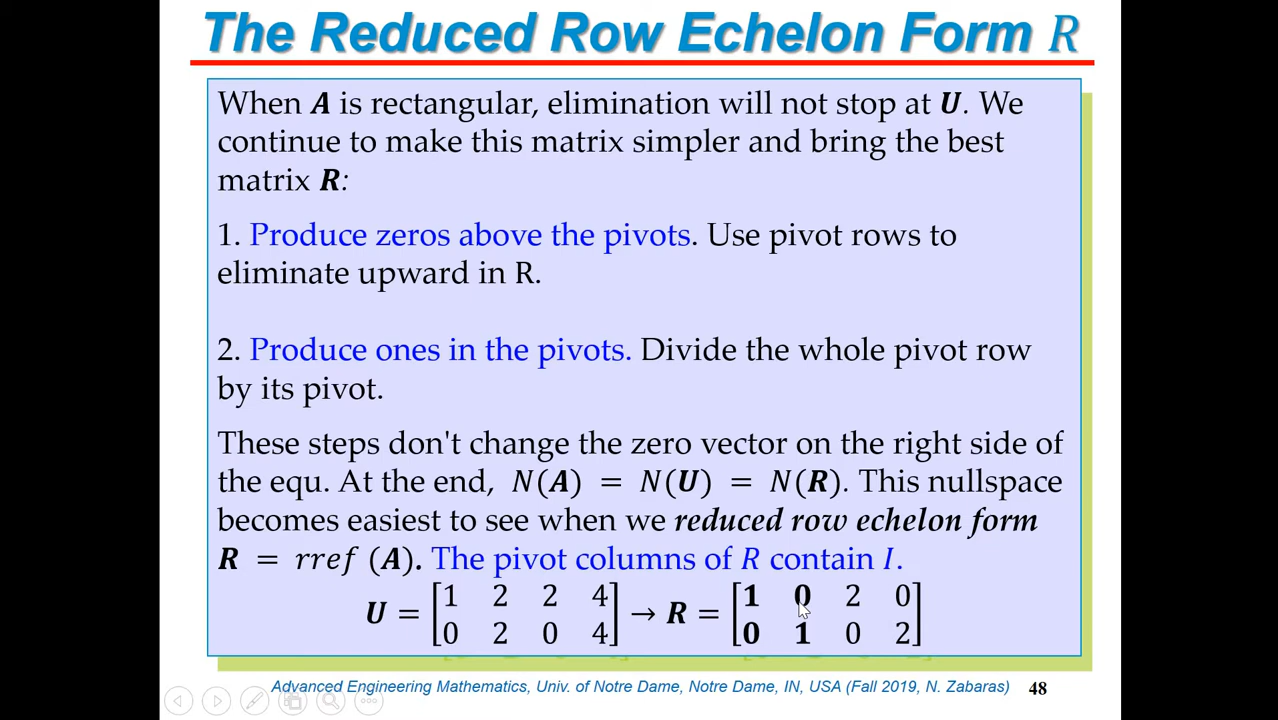 The Reduced Row Echelon Form R
When A is rectangular, elimination will not stop at U. We
continue to make this matrix simpler and bring the best
matrix R:
1. Produce zeros above the pivots. Use pivot rows to
eliminate upward in R.
2. Produce ones in the pivots. Divide the whole pivot row
by its pivot.
These steps don't change the zero vector on the right side of
the equ. At the end, N(A) = N(U) = N(R). This nullspace
becomes easiest to see when we reduced row echelon form
R = rref (A). The pivot columns of R contain I.
U = [1 2 2 4
0 2 0 4] → R = [1 0 2 0
0 1 0 2]
Advanced Engineering Mathematics, Univ. of Notre Dame, Notre Dame, IN, USA (Fall 2019, N. Zabaras) 48